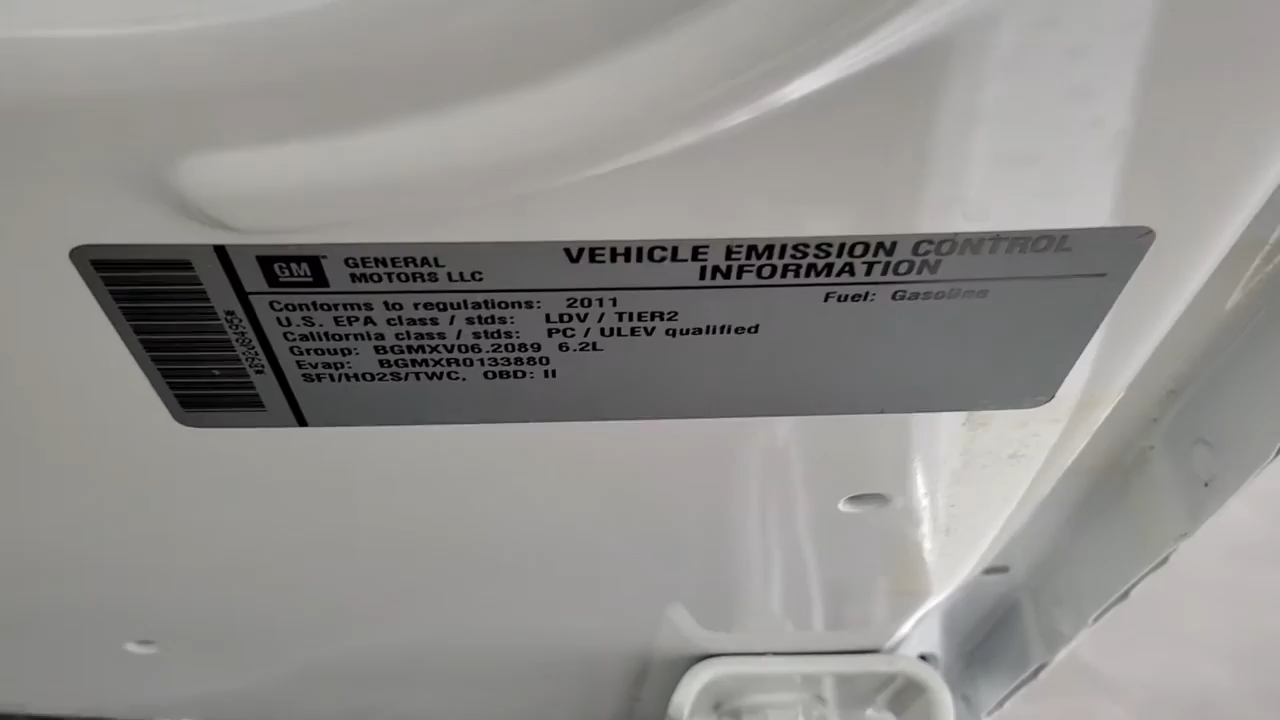 GM
GENERAL
MOTORS LLC
VEHICLE EMISSION CONTROL
INFORMATION
Conforms to regulations: 2011
Fuel: Gasoline
U.S. EPA class / stds: LDV / TIER2
California class / stds: PC / ULEV qualified
Group: BGMXV06.2089 6.2L
Evap: BGMXR0133880
SFI/HO2S/TWC, OBD: II